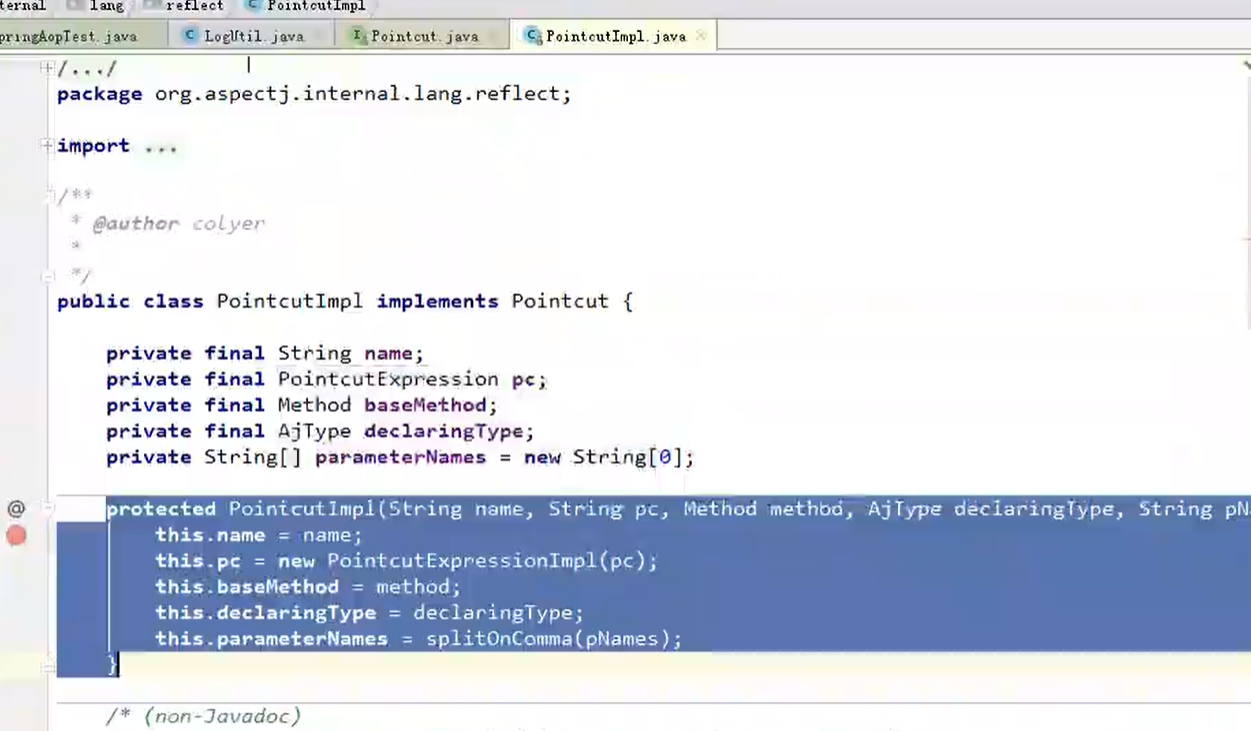 ternal lang reflect PointcutImpl
pringAopTest.java LogUtil.java Pointcut.java PointcutImpl.java
/.../
package org.aspectj.internal.lang.reflect;
import ...
/**
* @author colyer
*
*/
public class PointcutImpl implements Pointcut {
private final String name;
private final PointcutExpression pc;
private final Method baseMethod;
private final AjType declaringType;
private String[] parameterNames = new String[0];
@ protected PointcutImpl(String name, String pc, Method method, AjType declaringType, String pNa
this.name = name;
this.pc = new PointcutExpressionImpl(pc);
this.baseMethod = method;
this.declaringType = declaringType;
this.parameterNames = splitOnComma(pNames);
}
/* (non-Javadoc)